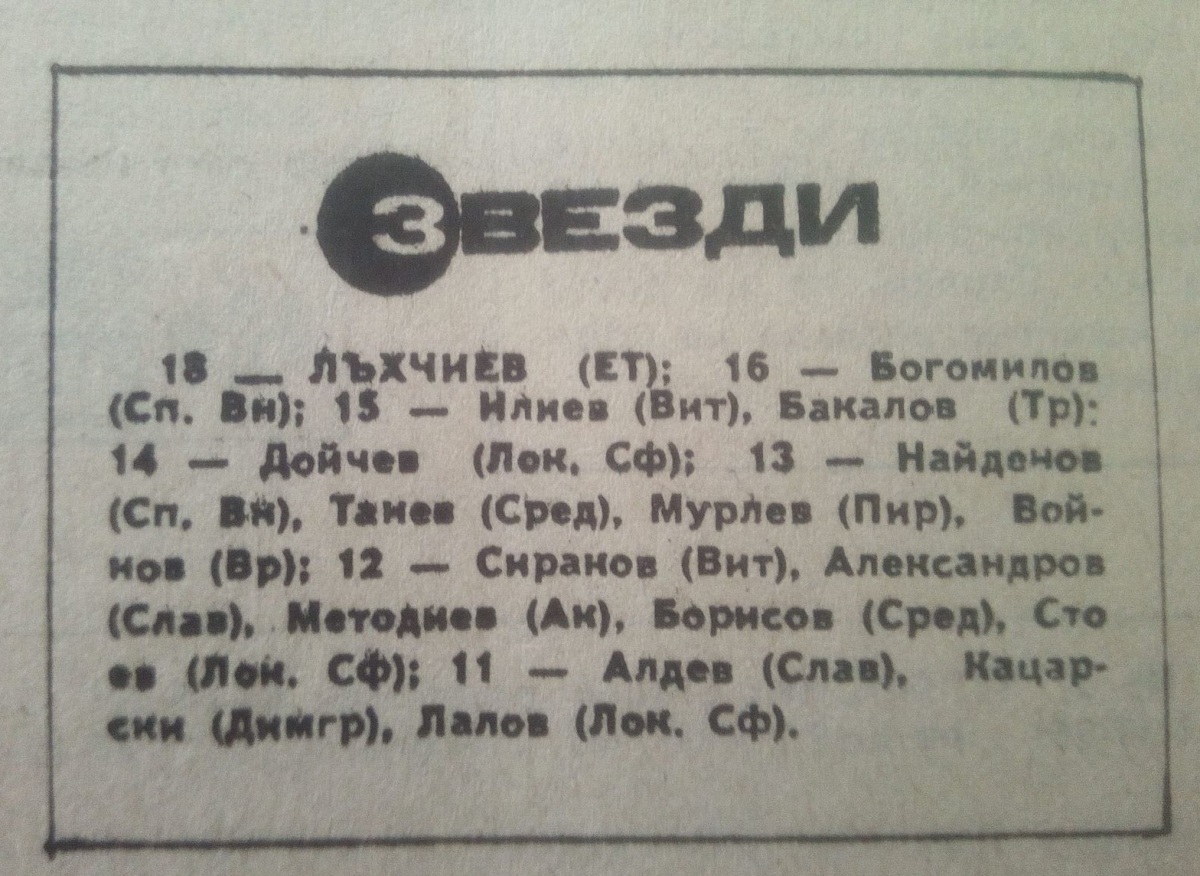 ЗВЕЗДИ
18 — ЛЪХЧИЕВ (ЕТ); 16 — Богомилов
(Сп. Вн); 15 — Илиев (Вит), Бакалов (Тр):
14 — Дойчев (Лок. Сф); 13 — Найденов
(Сп. Вн), Танев (Сред), Мурлев (Пир), Вой-
нов (Вр); 12 — Сираков (Вит), Александров
(Слав), Методиев (Ак), Борисов (Сред), Сто
ев (Лок. Сф); 11 — Алдев (Слав), Кацар-
ски (Димгр), Лалов (Лок. Сф).